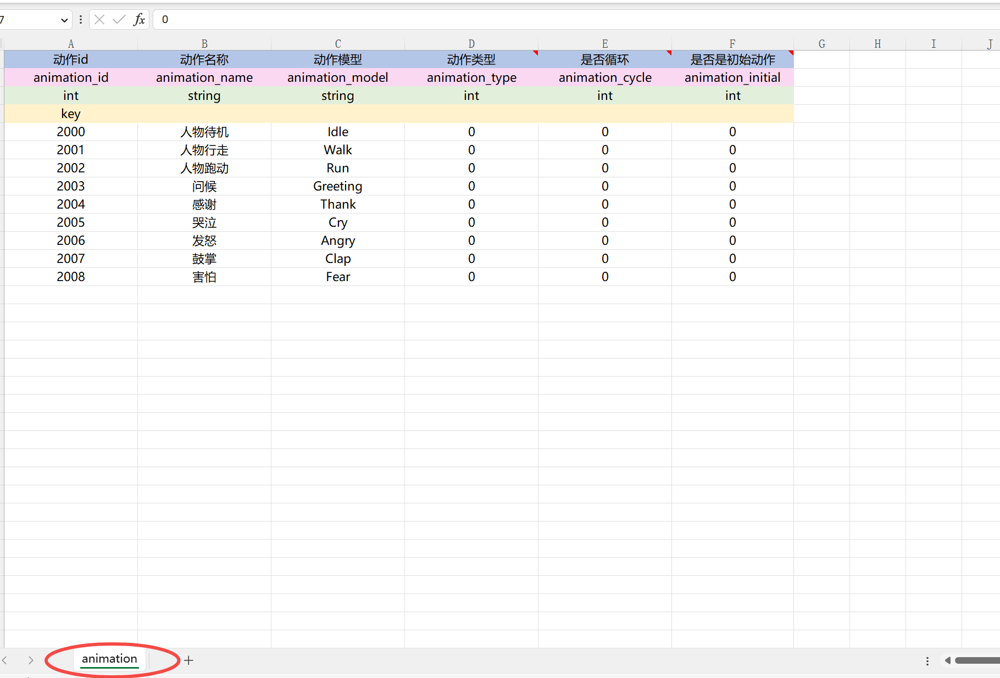 7 fx 0
A B C D E F G H I J
动作id 动作名称 动作模型 动作类型 是否循环 是否是初始动作
animation_id animation_name animation_model animation_type animation_cycle animation_initial
int string string int int int
key
2000 人物待机 Idle 0 0 0
2001 人物行走 Walk 0 0 0
2002 人物跑动 Run 0 0 0
2003 问候 Greeting 0 0 0
2004 感谢 Thank 0 0 0
2005 哭泣 Cry 0 0 0
2006 发怒 Angry 0 0 0
2007 鼓掌 Clap 0 0 0
2008 害怕 Fear 0 0 0
animation